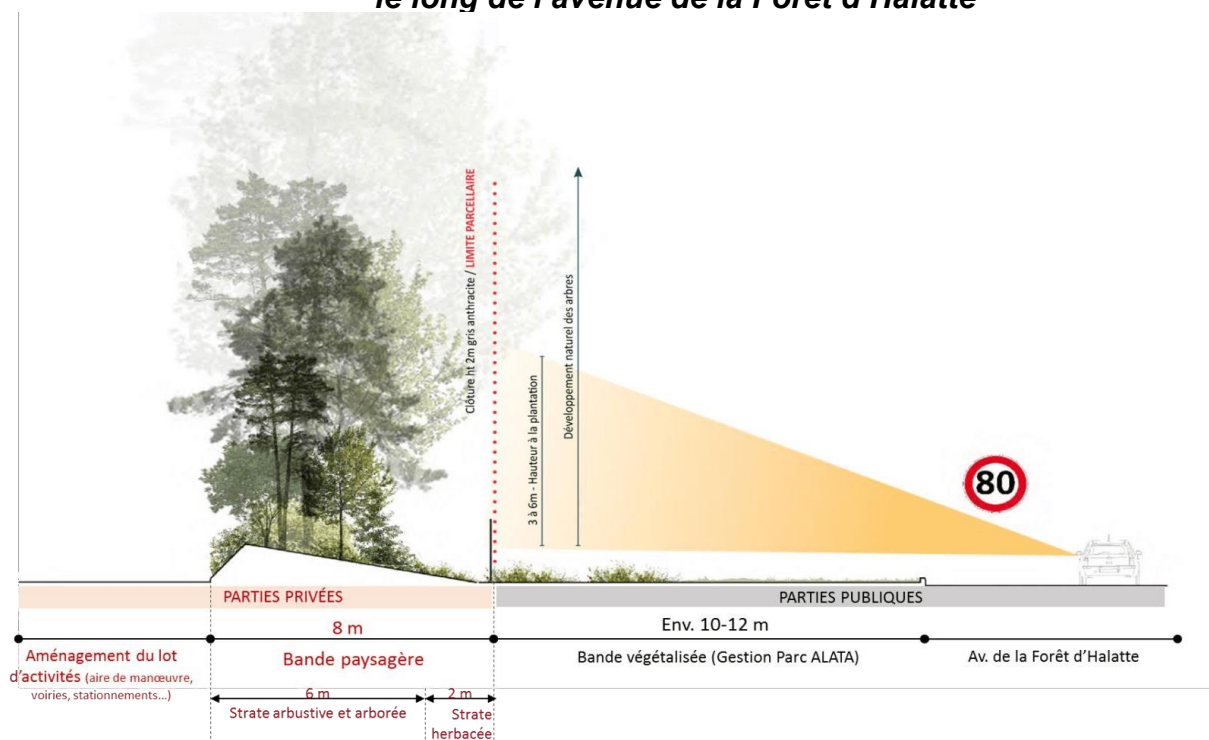 le long de l'avenue de la Forêt d'Halatte
Clôture ht 2m gris anthracite / LIMITE PARCELLAIRE
3 à 6m - Hauteur à la plantation
Développement naturel des arbres
80
PARTIES PRIVÉES
PARTIES PUBLIQUES
8 m
Env. 10-12 m
Aménagement du lot
d'activités (aire de manœuvre,
voiries, stationnements...)
Bande paysagère
Bande végétalisée (Gestion Parc ALATA)
Av. de la Forêt d'Halatte
6 m
2 m
Strate arbustive et arborée
Strate
herbacée